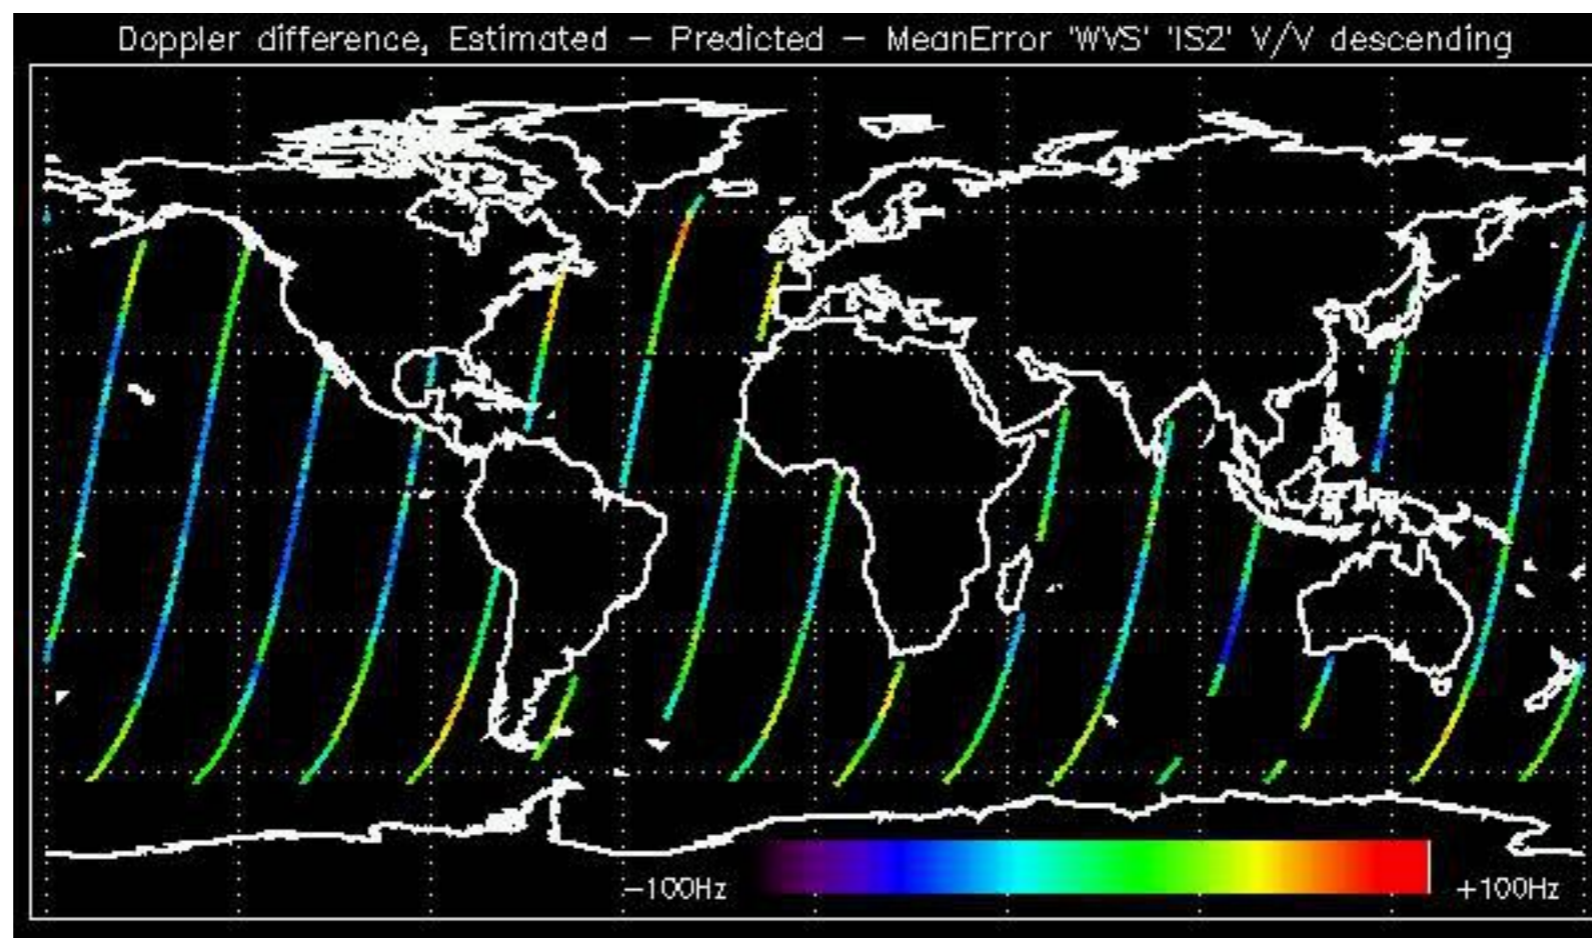 Doppler difference, Estimated – Predicted – MeanError 'WVS' 'IS2' V/V descending
–100Hz
+100Hz